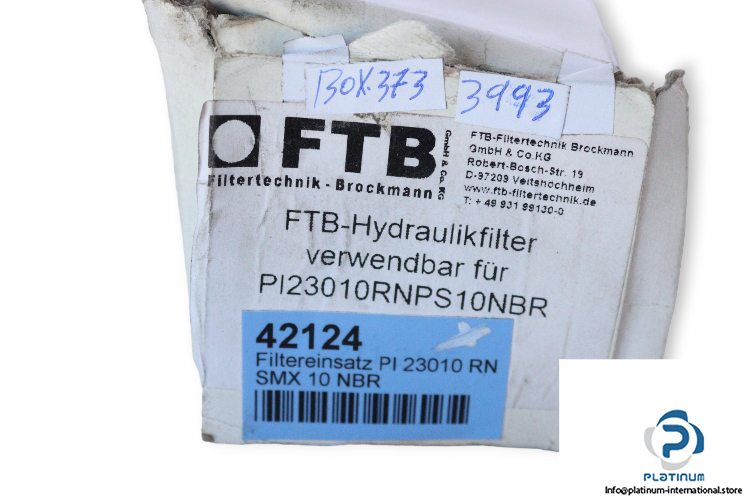 BOX.373
3993
FTB
GmbH & Co. KG
Filtertechnik-Brockmann
FTB-Filtertechnik Brockmann
GmbH & Co.KG
Robert-Bosch-Str. 19
D-97209 Veitshöchheim
www.ftb-filtertechnik.de
T: + 49 931 99130-0
FTB-Hydraulikfilter
verwendbar für
PI23010RNPS10NBR
42124
Filtereinsatz PI 23010 RN
SMX 10 NBR
PLATINUM
Info@platinum-international.store